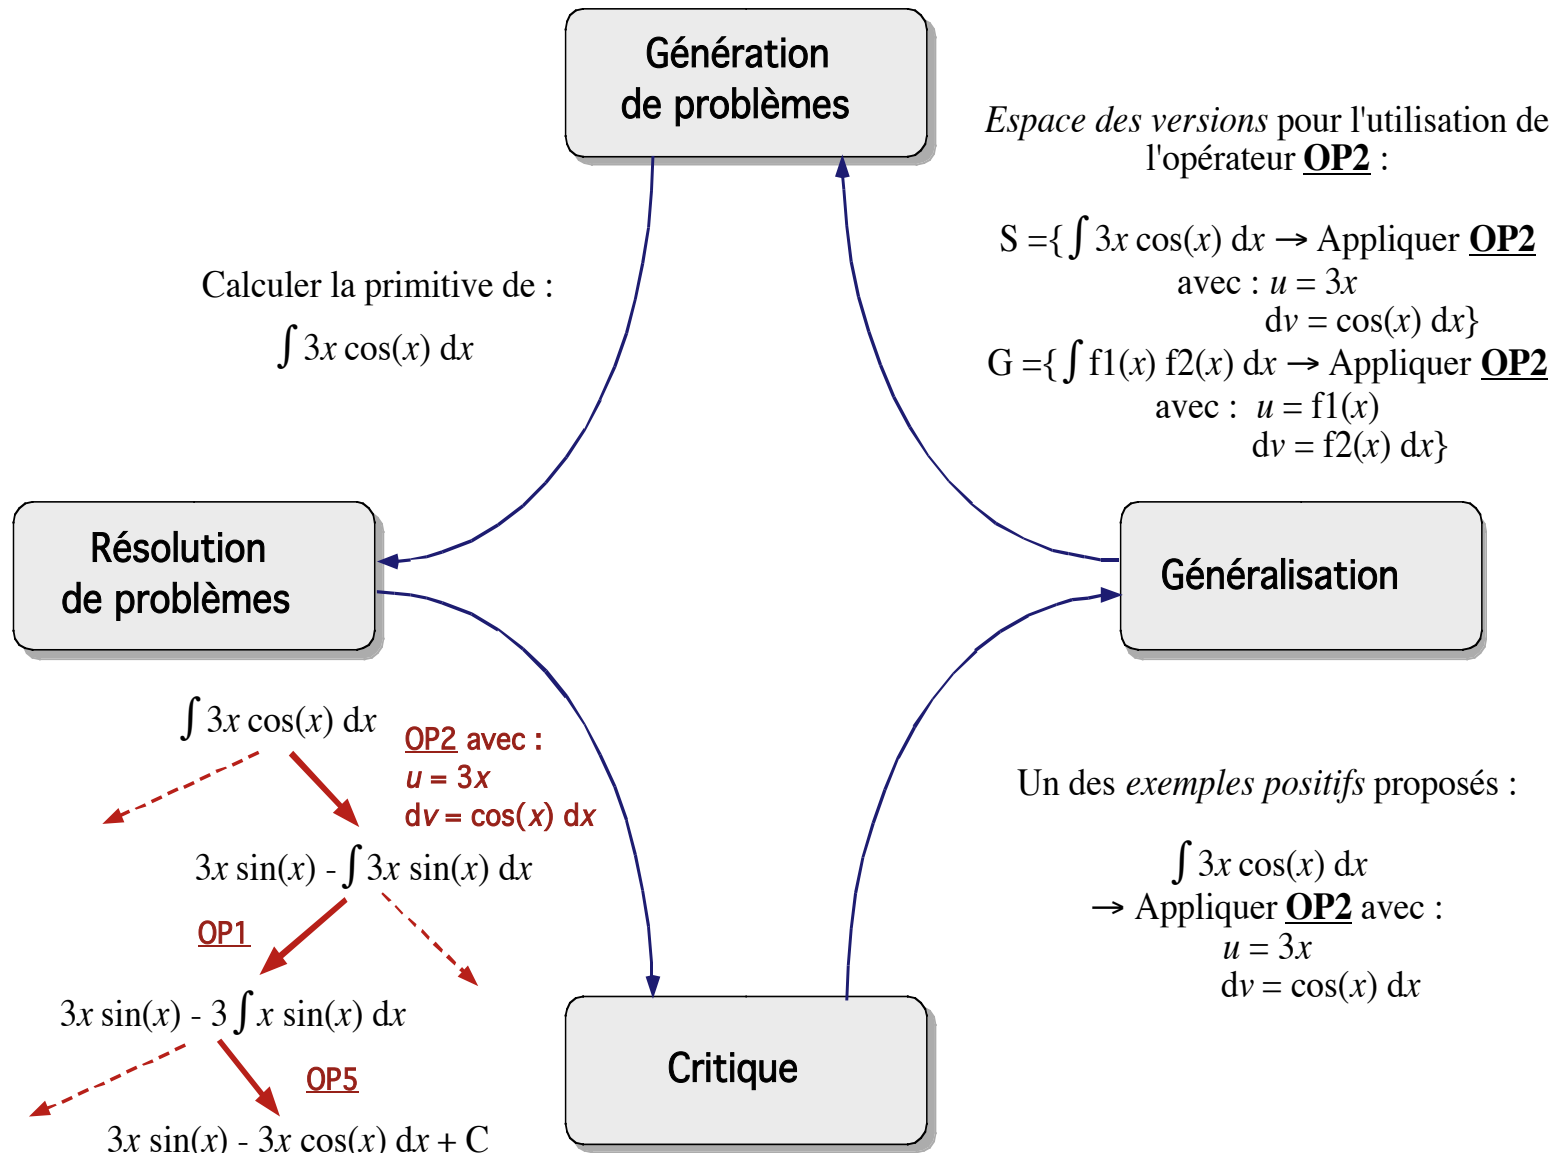 Génération
de problèmes
Espace des versions pour l'utilisation de
l'opérateur OP2 :
S ={∫ 3x cos(x) dx → Appliquer OP2
avec : u = 3x
dv = cos(x) dx}
G ={∫ f1(x) f2(x) dx → Appliquer OP2
avec : u = f1(x)
dv = f2(x) dx}
Calculer la primitive de :
∫ 3x cos(x) dx
Résolution
de problèmes
Généralisation
∫ 3x cos(x) dx
OP2 avec :
u = 3x
dv = cos(x) dx
3x sin(x) - ∫ 3x sin(x) dx
OP1
3x sin(x) - 3 ∫ x sin(x) dx
OP5
3x sin(x) - 3x cos(x) dx + C
Un des exemples positifs proposés :
∫ 3x cos(x) dx
→ Appliquer OP2 avec :
u = 3x
dv = cos(x) dx
Critique